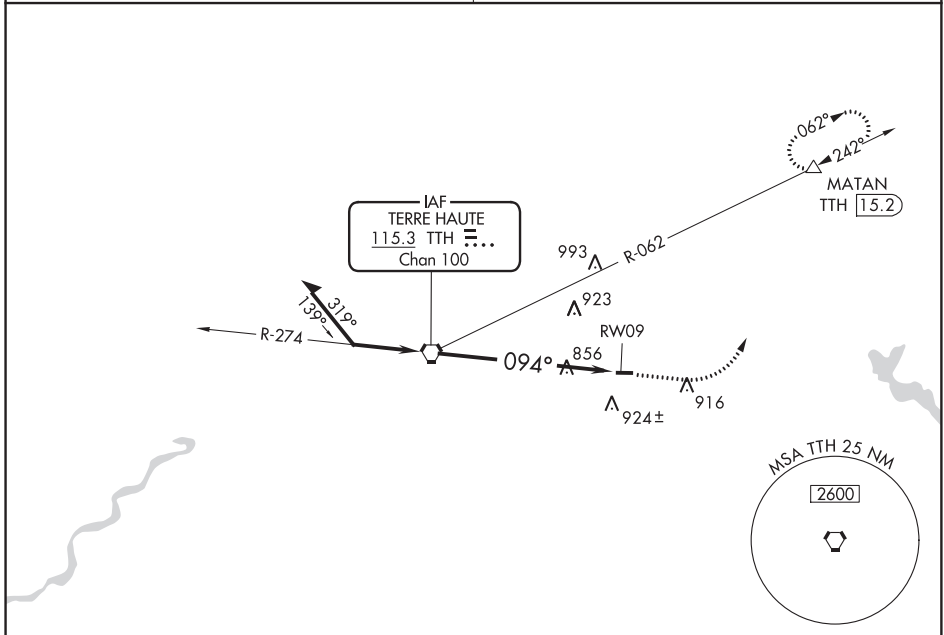 062°
242°
MATAN
TTH 15.2
IAF
TERRE HAUTE
115.3 TTH
Chan 100
993
R-062
923
319°
139°
R-274
RW09
094°
856
924±
916
MSA TTH 25 NM
2600